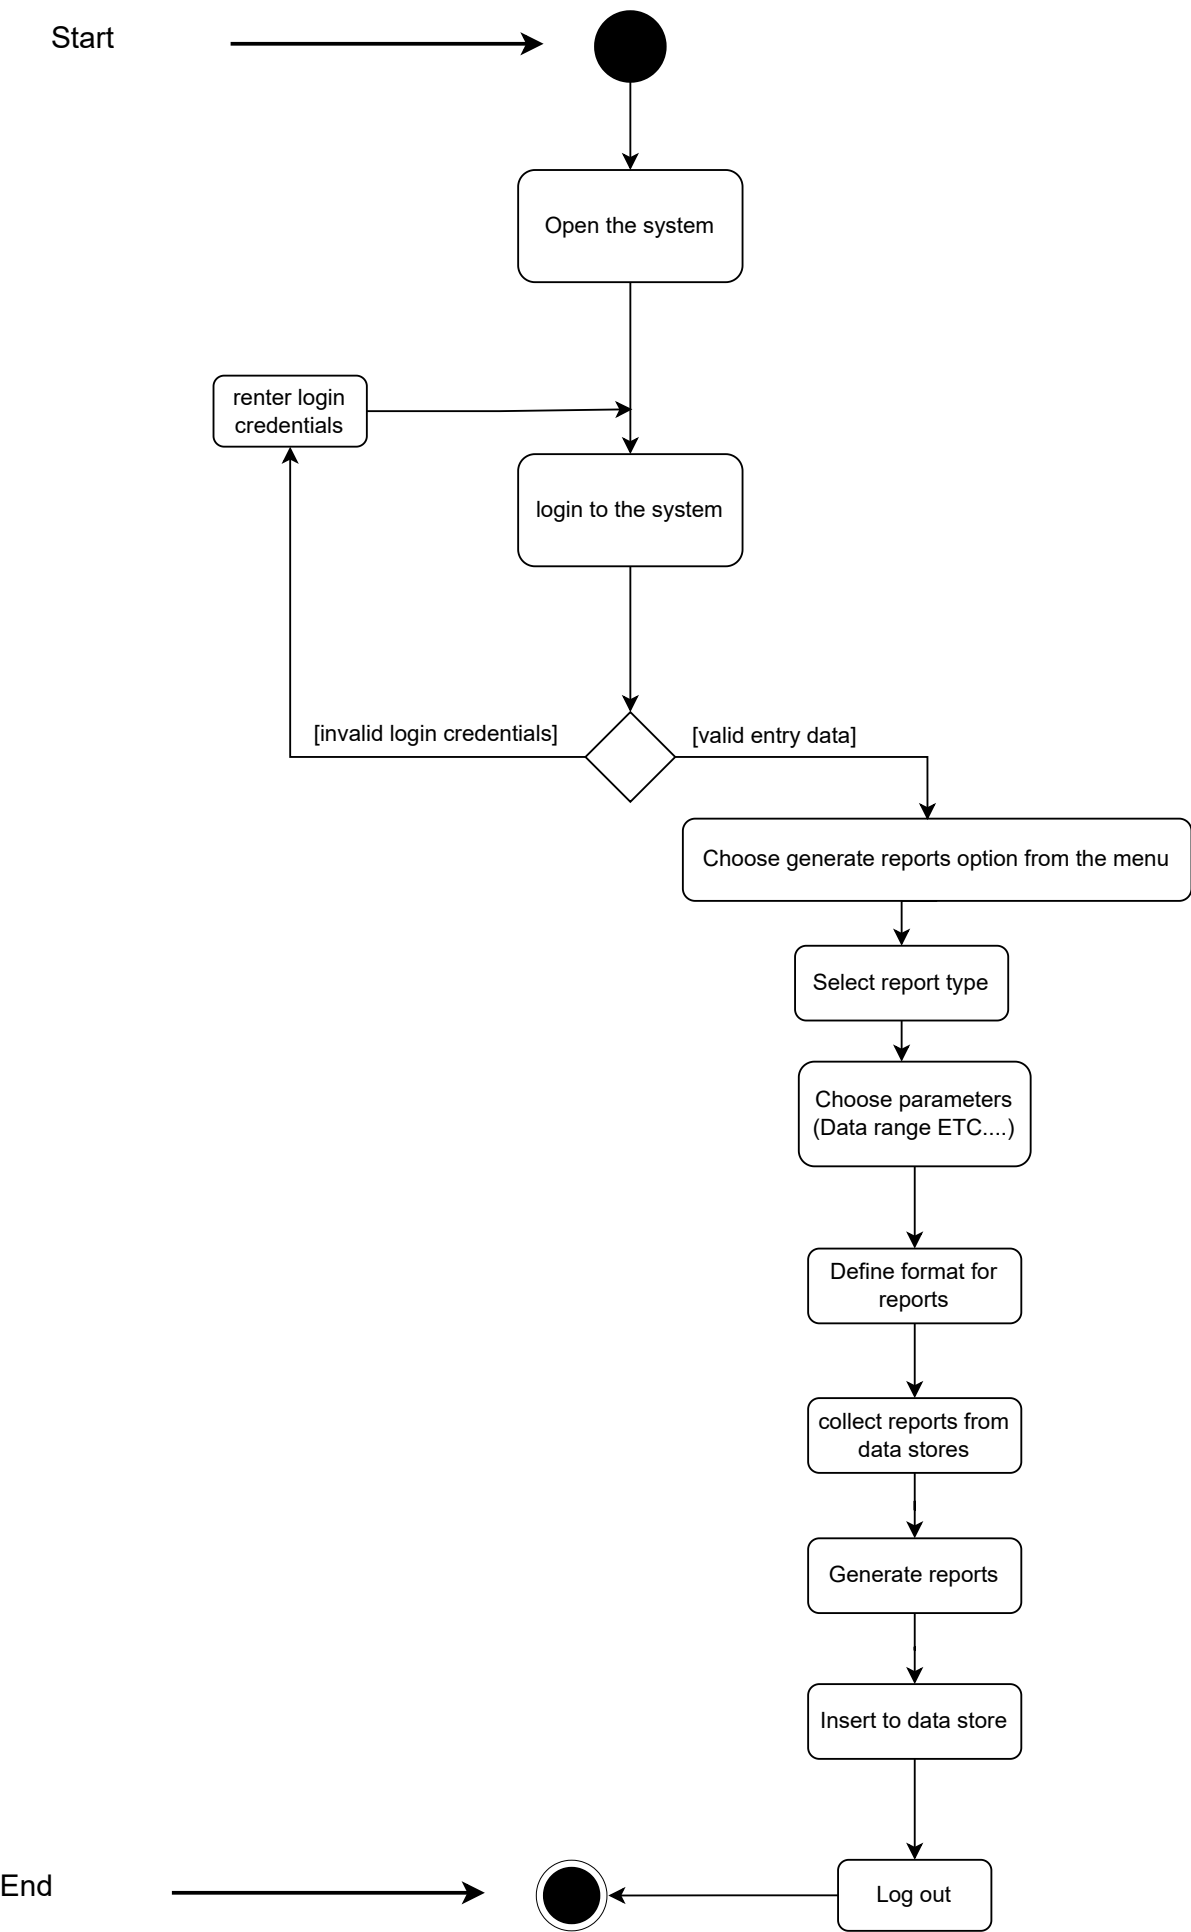 Start
Open the system
renter login
credentials
login to the system
[invalid login credentials]
[valid entry data]
Choose generate reports option from the menu
Select report type
Choose parameters
(Data range ETC....)
Define format for
reports
collect reports from
data stores
Generate reports
Insert to data store
End
Log out